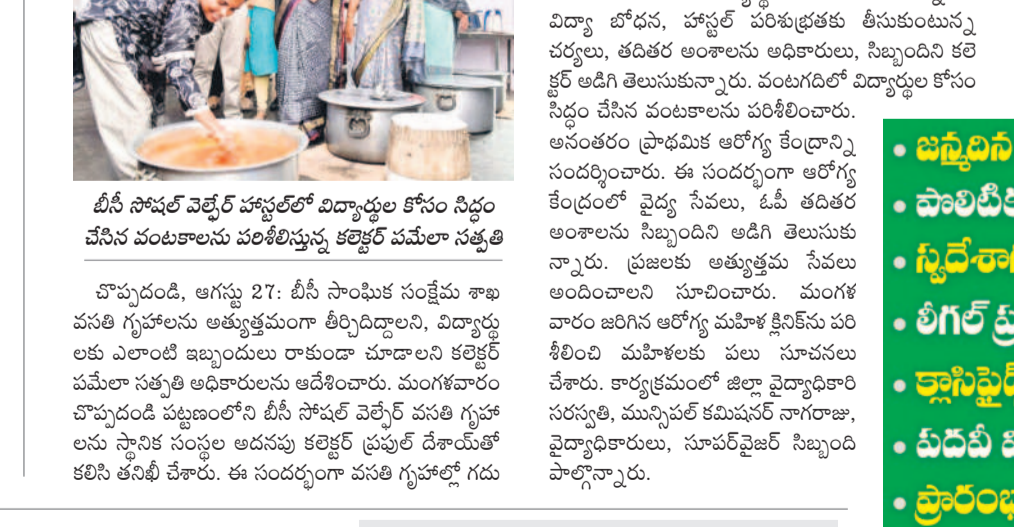 బీసీ సోషల్ వెల్ఫేర్ హాస్టల్‌లో విద్యార్థుల కోసం సిద్ధం
చేసిన వంటకాలను పరిశీలిస్తున్న కలెక్టర్ పమేలా సత్పతి
చొప్పదండి, ఆగస్టు 27: బీసీ సాంఘిక సంక్షేమ శాఖ
వసతి గృహాలను అత్యుత్తమంగా తీర్చిదిద్దాలని, విద్యార్థు
లకు ఎలాంటి ఇబ్బందులు రాకుండా చూడాలని కలెక్టర్
పమేలా సత్పతి అధికారులను ఆదేశించారు. మంగళవారం
చొప్పదండి పట్టణంలోని బీసీ సోషల్ వెల్ఫేర్ వసతి గృహా
లను స్థానిక సంస్థల అదనపు కలెక్టర్ ప్రఫుల్ దేశాయ్‌తో
కలిసి తనిఖీ చేశారు. ఈ సందర్భంగా వసతి గృహాల్లో గదు
విద్యా బోధన, హాస్టల్ పరిశుభ్రతకు తీసుకుంటున్న
చర్యలు, తదితర అంశాలను అధికారులు, సిబ్బందిని కలె
క్టర్ అడిగి తెలుసుకున్నారు. వంటగదిలో విద్యార్థుల కోసం
సిద్ధం చేసిన వంటకాలను పరిశీలించారు.
అనంతరం ప్రాథమిక ఆరోగ్య కేంద్రాన్ని
సందర్శించారు. ఈ సందర్భంగా ఆరోగ్య
కేంద్రంలో వైద్య సేవలు, ఓపీ తదితర
అంశాలను సిబ్బందిని అడిగి తెలుసుకు
న్నారు. ప్రజలకు అత్యుత్తమ సేవలు
అందించాలని సూచించారు. మంగళ
వారం జరిగిన ఆరోగ్య మహిళ క్లినిక్‌ను పరి
శీలించి మహిళలకు పలు సూచనలు
చేశారు. కార్యక్రమంలో జిల్లా వైద్యాధికారి
సరస్వతి, మున్సిపల్ కమిషనర్ నాగరాజు,
వైద్యాధికారులు, సూపర్‌వైజర్ సిబ్బంది
పాల్గొన్నారు.
• జన్మదిన
• లీగల్
• పదవీ